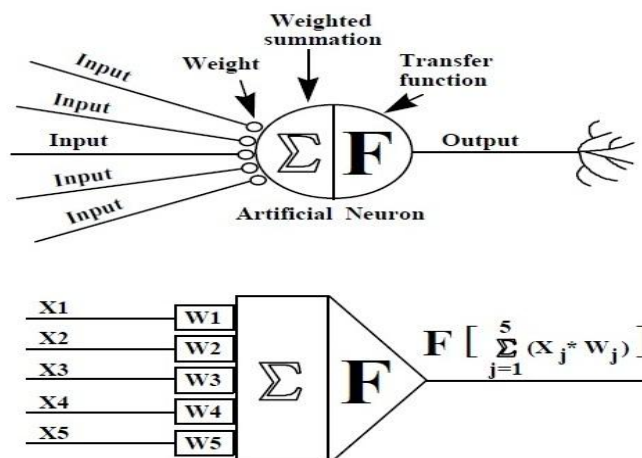 Weighted
summation
Input
Weight
Transfer
function
Input
Input
Σ F
Output
Input
Input
Artificial Neuron
X1 W1
X2 W2
X3 W3
X4 W4
X5 W5
Σ F
F [ 5 Σ j=1 (X j * W j) ]